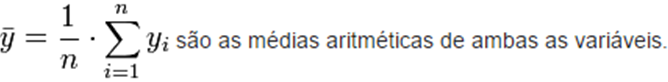 ȳ = 1/n · ∑_{i=1}^{n} y_i são as médias aritméticas de ambas as variáveis.